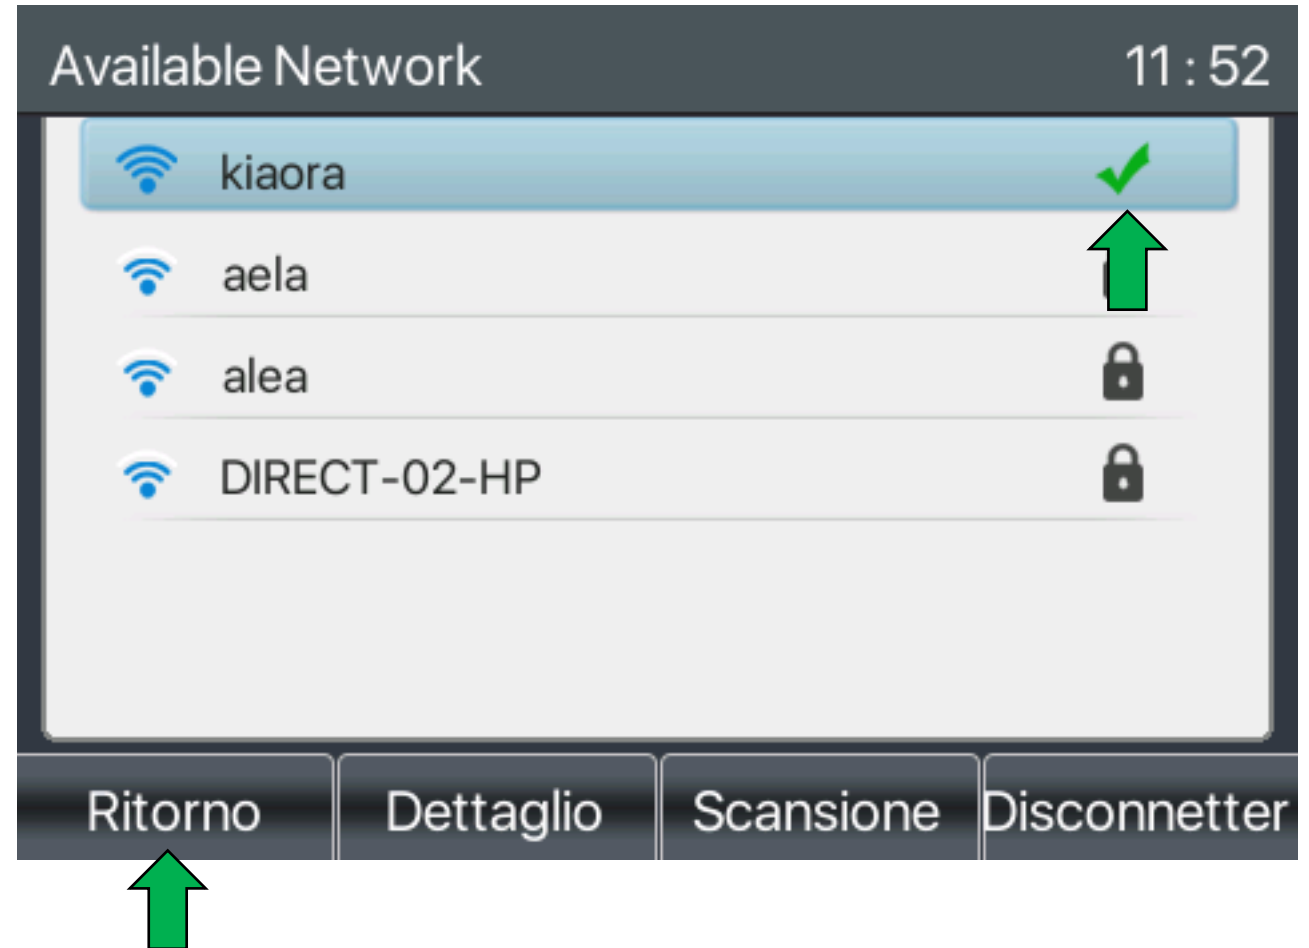 Available Network 11:52
kiaora
aela
alea
DIRECT-02-HP
Ritorno Dettaglio Scansione Disconnetter